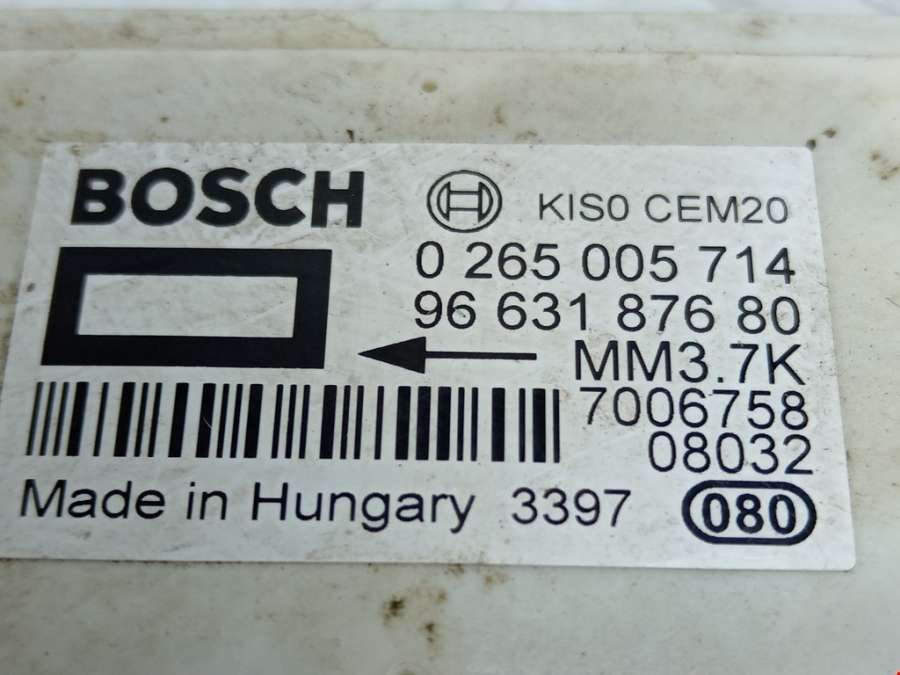 BOSCH KIS0 CEM20
0 265 005 714
96 631 876 80
MM3.7K
7006758
08032
Made in Hungary 3397 080